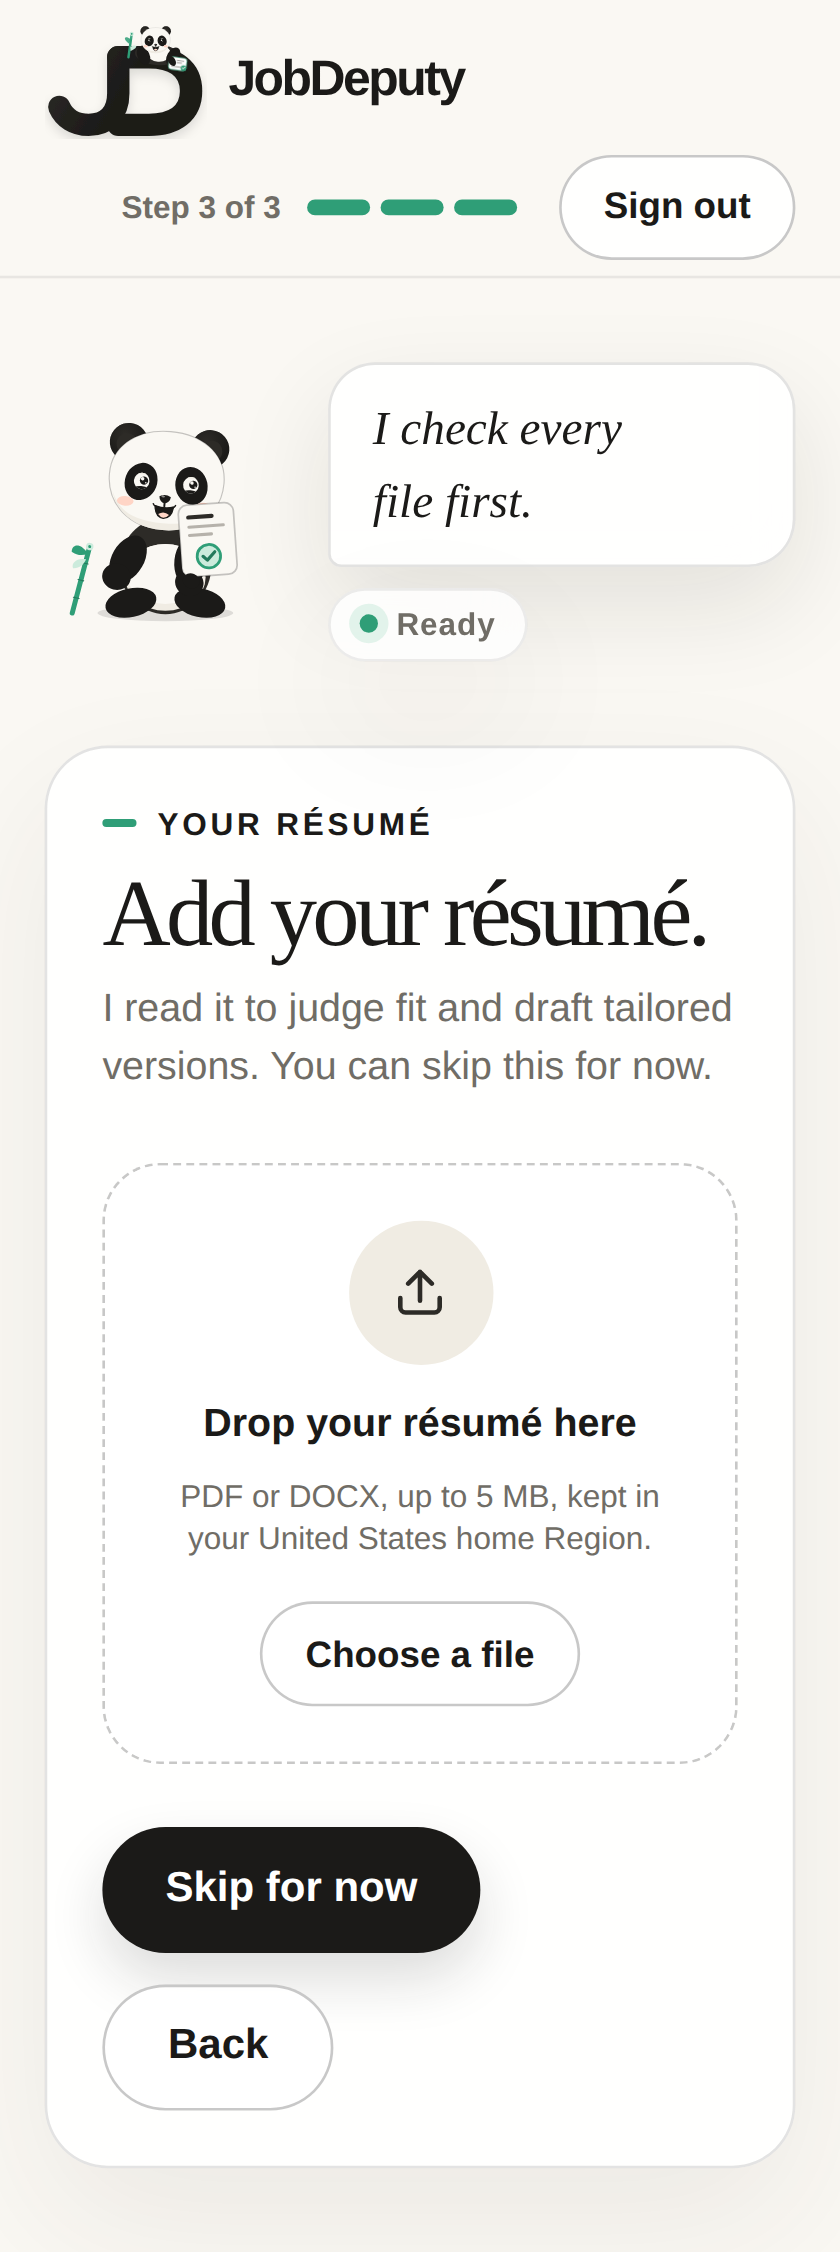 JobDeputy
Step 3 of 3
Sign out
I check every
file first.
Ready
YOUR RÉSUMÉ
Add your résumé.
I read it to judge fit and draft tailored
versions. You can skip this for now.
Drop your résumé here
PDF or DOCX, up to 5 MB, kept in
your United States home Region.
Choose a file
Skip for now
Back